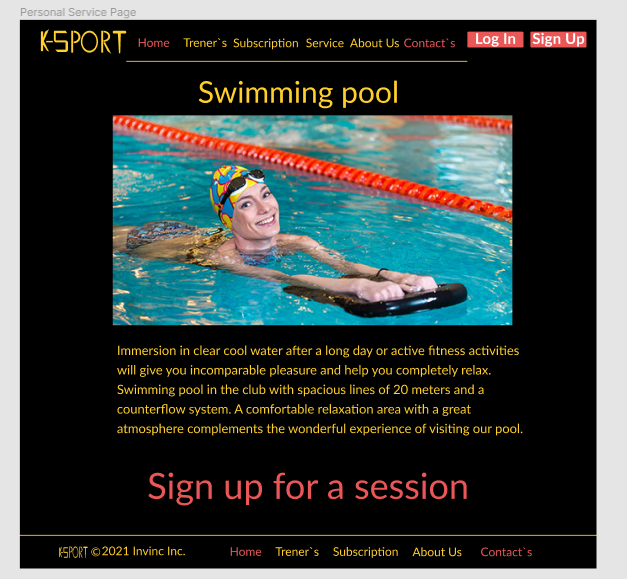 Personal Service Page
K-SPORT Home Trener`s Subscription Service About Us Contact`s Log In Sign Up
Swimming pool
Immersion in clear cool water after a long day or active fitness activities
will give you incomparable pleasure and help you completely relax.
Swimming pool in the club with spacious lines of 20 meters and a
counterflow system. A comfortable relaxation area with a great
atmosphere complements the wonderful experience of visiting our pool.
Sign up for a session
K-SPORT ©2021 Invinc Inc. Home Trener`s Subscription About Us Contact`s